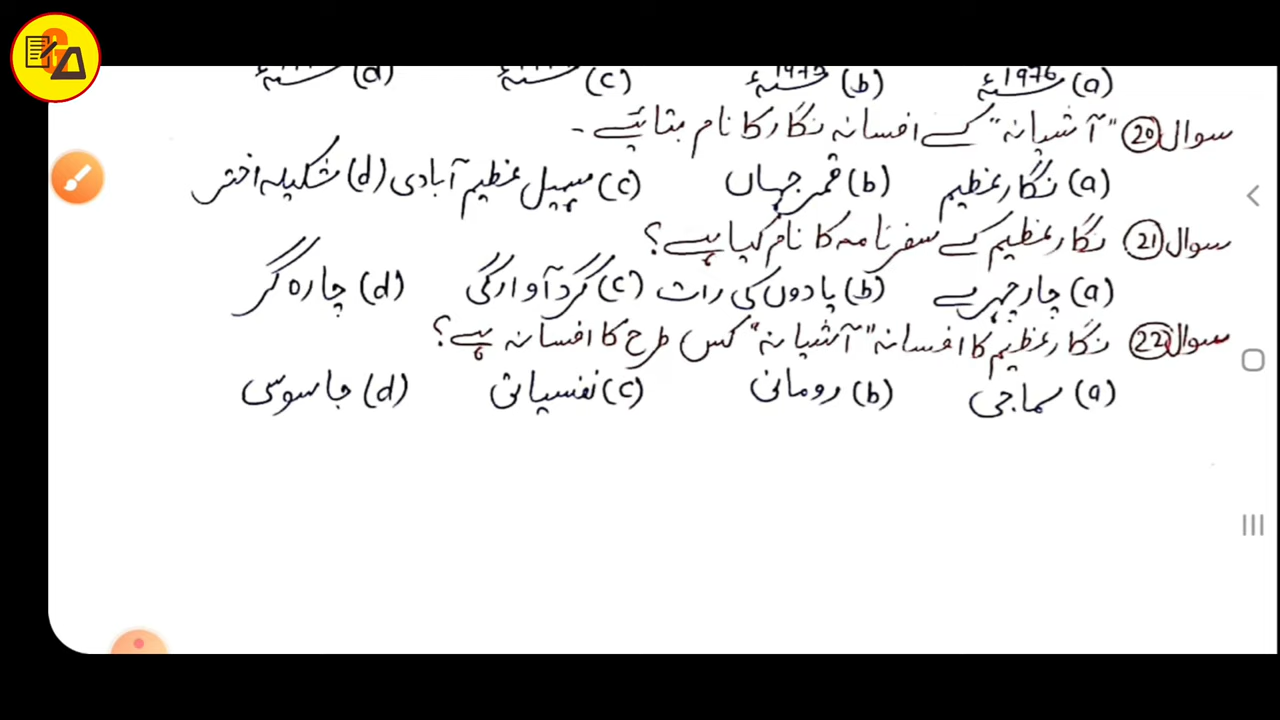 (a) 1976ء (b) 1975ء (c) (d)
سوال 20 "آشیانہ" کے افسانہ نگار کا نام بتائیے۔
(a) نگار عظیم (b) قمر جہاں (c) سہیل عظیم آبادی (d) شکیلہ اختر
سوال 21 نگار عظیم کے سفر نامہ کا نام کیا ہے؟
(a) چار چہرے (b) یادوں کی رات (c) گرد آوارگی (d) چارہ گر
سوال 22 نگار عظیم کا افسانہ "آشیانہ" کس طرح کا افسانہ ہے؟
(a) سماجی (b) رومانی (c) نفسیاتی (d) جاسوسی